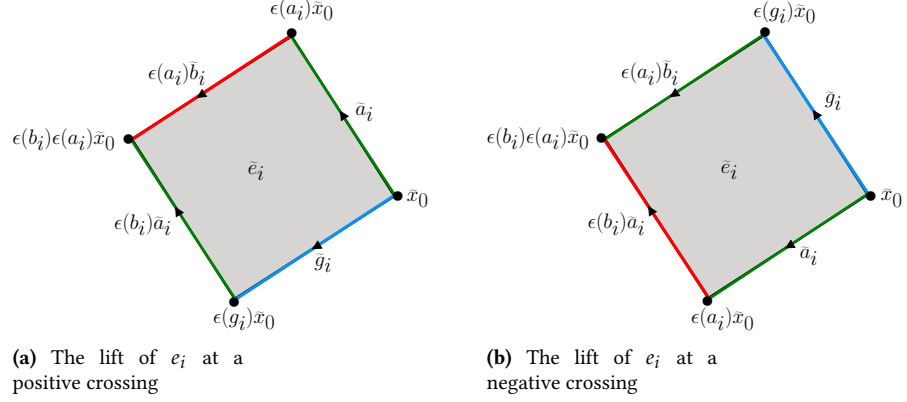 ϵ(a_i)x̃_0
ϵ(a_i)b̃_i
ã_i
ϵ(b_i)ϵ(a_i)x̃_0
ẽ_i
x̃_0
ϵ(b_i)ã_i
g̃_i
ϵ(g_i)x̃_0
(a) The lift of e_i at a
positive crossing
ϵ(g_i)x̃_0
ϵ(a_i)b̃_i
g̃_i
ϵ(b_i)ϵ(a_i)x̃_0
ẽ_i
x̃_0
ϵ(b_i)ã_i
ã_i
ϵ(a_i)x̃_0
(b) The lift of e_i at a
negative crossing